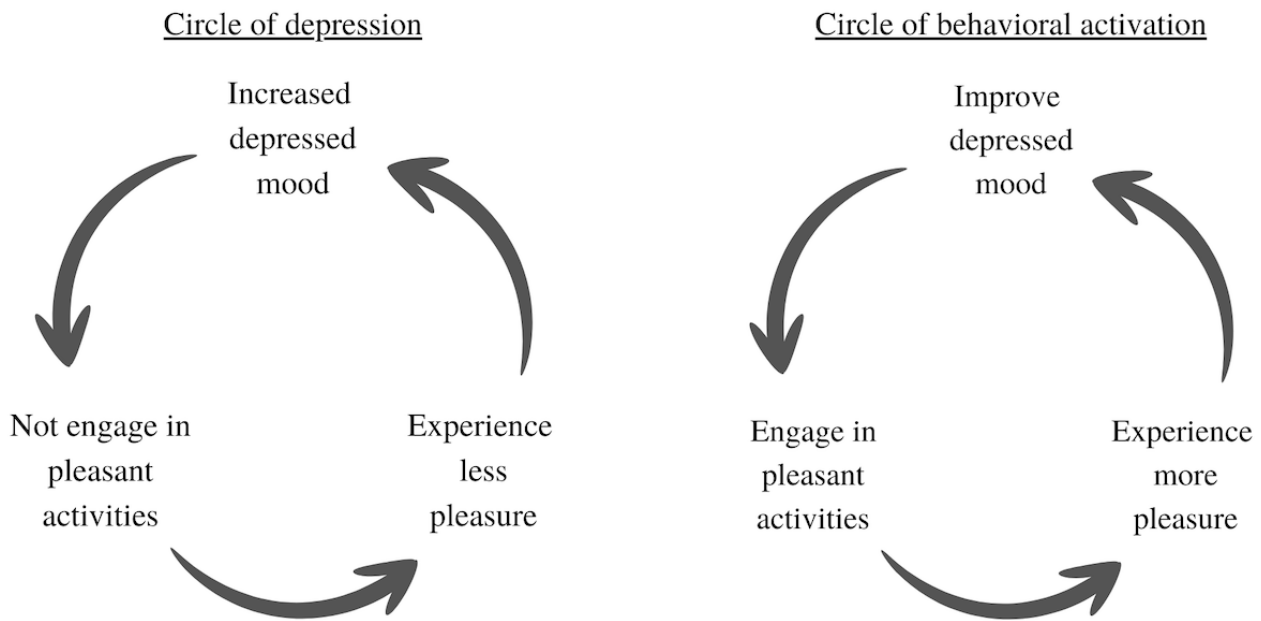 Circle of depression
Increased
depressed
mood
Not engage in
pleasant
activities
Experience
less
pleasure
Circle of behavioral activation
Improve
depressed
mood
Engage in
pleasant
activities
Experience
more
pleasure